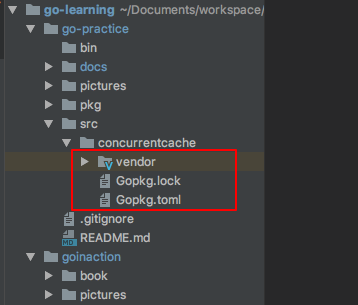 go-learning ~/Documents/workspace/
go-practice
bin
docs
pictures
pkg
src
concurrentcache
vendor
Gopkg.lock
Gopkg.toml
.gitignore
MD README.md
goinaction
book
pictures